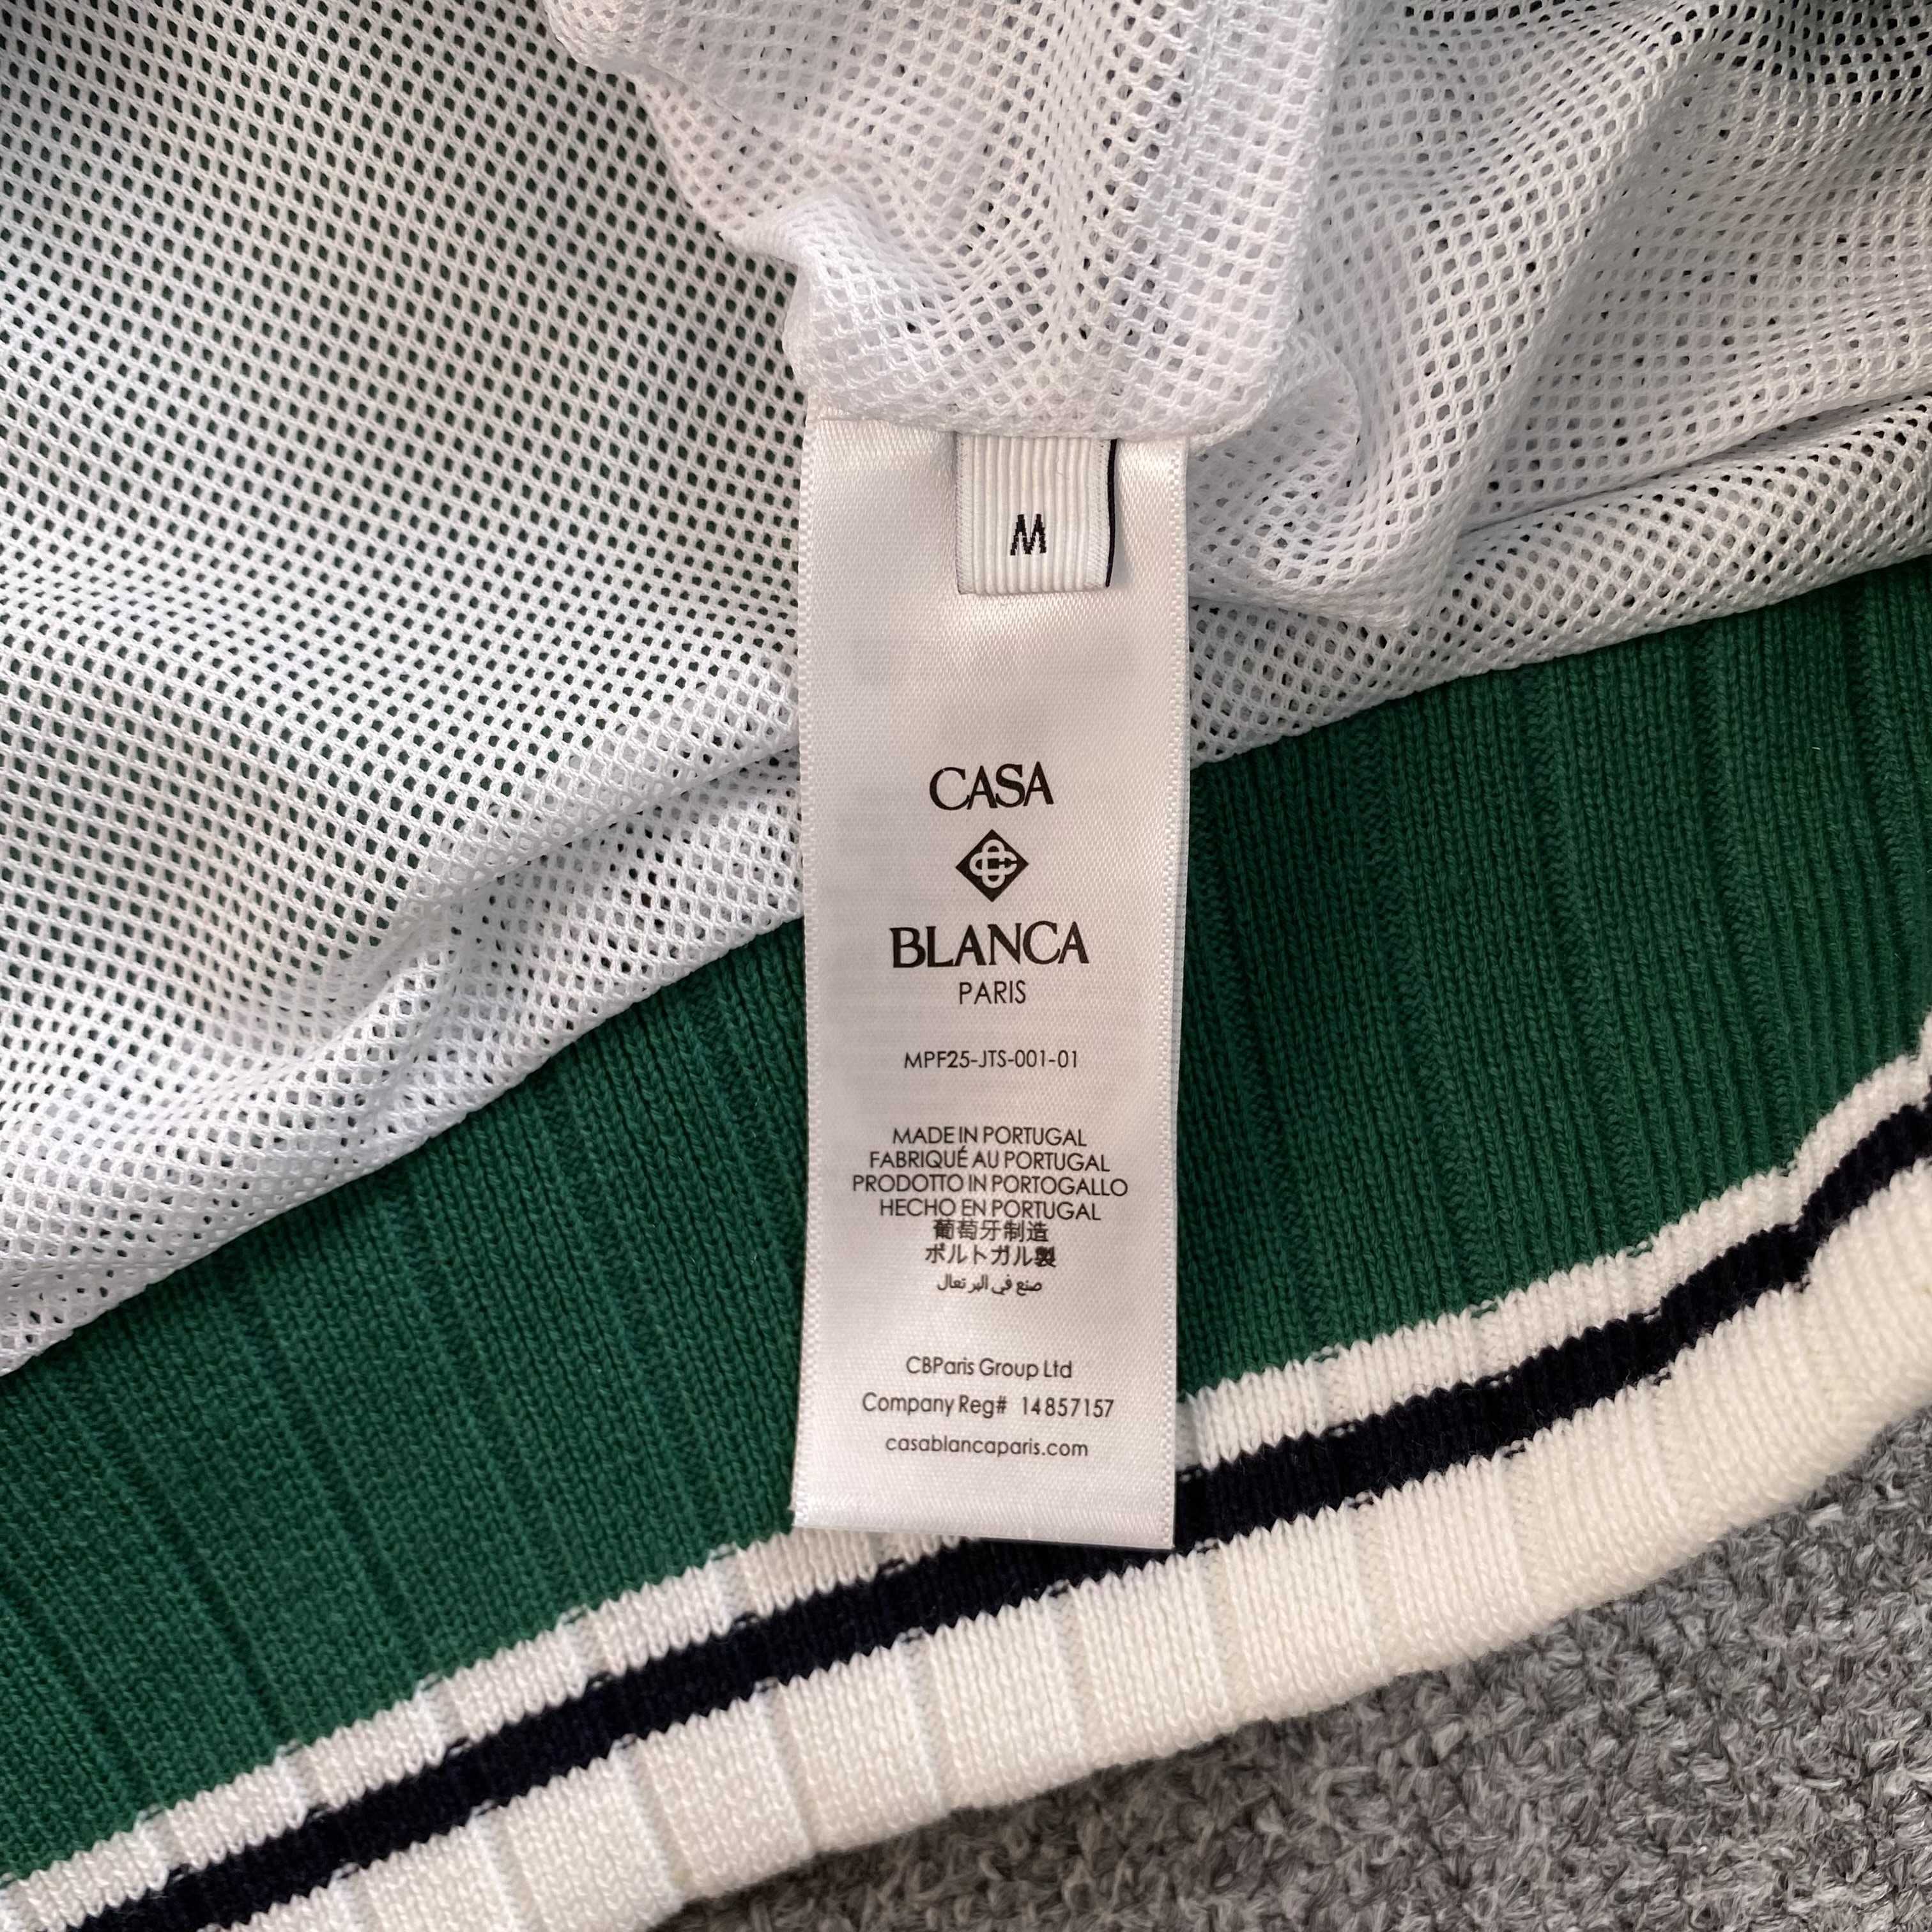 M
CASA
BLANCA
PARIS
MPF25-JTS-001-01
MADE IN PORTUGAL
FABRIQUÉ AU PORTUGAL
PRODOTTO IN PORTOGALLO
HECHO EN PORTUGAL
葡萄牙制造
ポルトガル製
صنع في البرتغال
CBParis Group Ltd
Company Reg# 14857157
casablancaparis.com